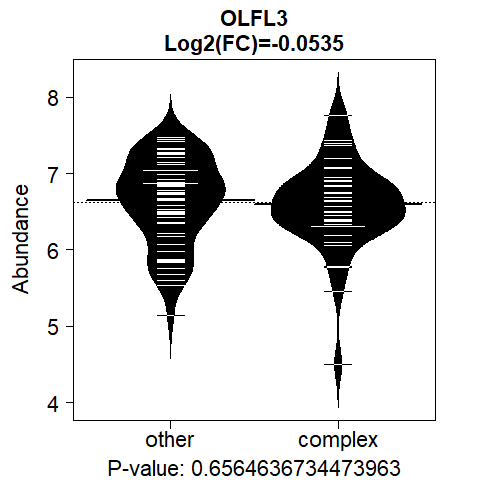 OLFL3
Log2(FC)=-0.0535
Abundance
8
7
6
5
4
other complex
P-value: 0.6564636734473963